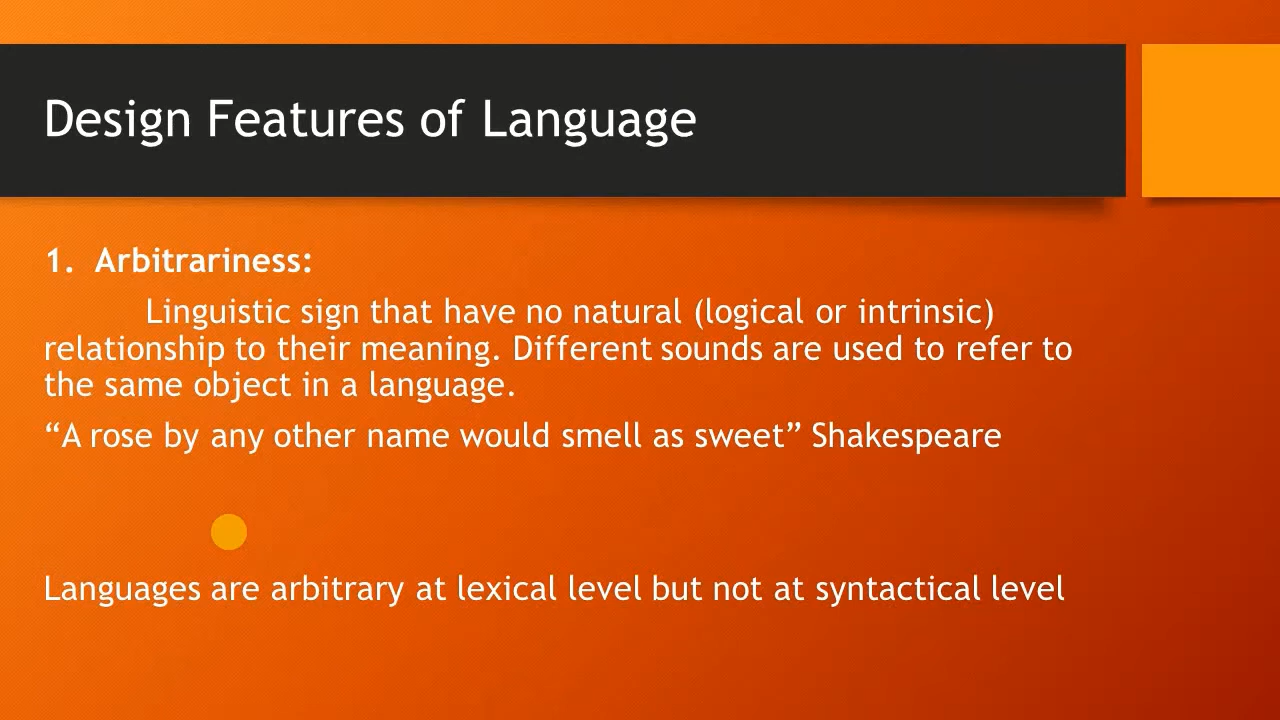 Design Features of Language
1. Arbitrariness:
Linguistic sign that have no natural (logical or intrinsic)
relationship to their meaning. Different sounds are used to refer to
the same object in a language.
“A rose by any other name would smell as sweet” Shakespeare
Languages are arbitrary at lexical level but not at syntactical level